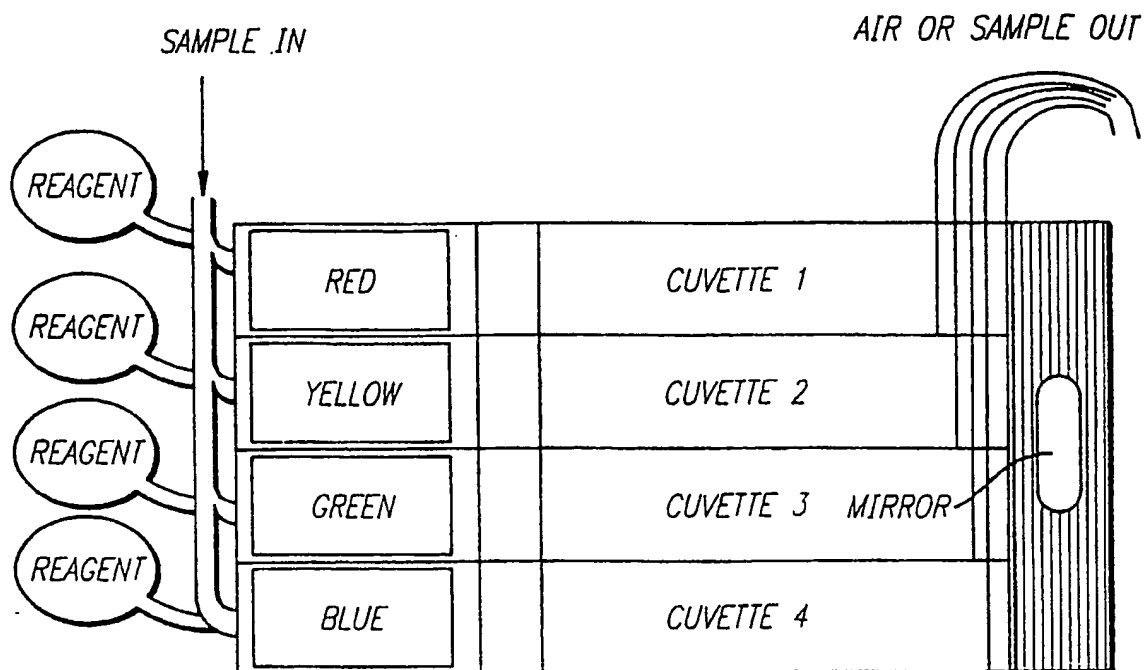 SAMPLE IN
AIR OR SAMPLE OUT
REAGENT
RED
CUVETTE 1
REAGENT
YELLOW
CUVETTE 2
REAGENT
GREEN
CUVETTE 3
MIRROR
REAGENT
BLUE
CUVETTE 4